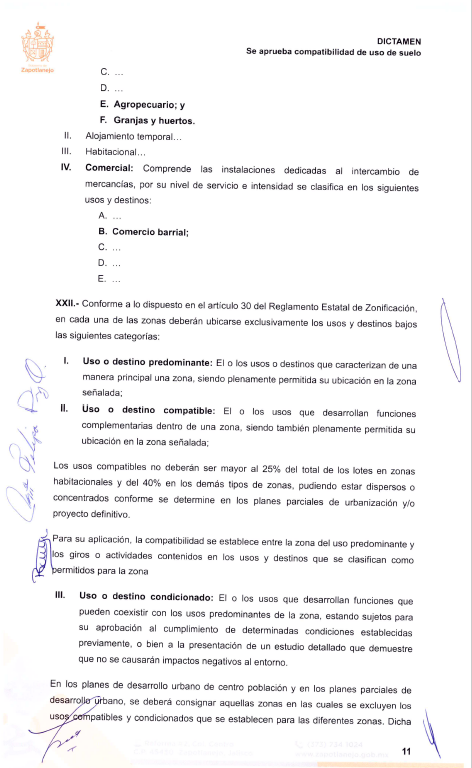 Zapotlanejo
DICTAMEN
Se aprueba compatibilidad de uso de suelo
C. ...
D. ...
E. Agropecuario; y
F. Granjas y huertos.
II. Alojamiento temporal...
III. Habitacional...
IV. Comercial: Comprende las instalaciones dedicadas al intercambio de
mercancías, por su nivel de servicio e intensidad se clasifica en los siguientes
usos y destinos:
A. ...
B. Comercio barrial;
C. ...
D. ...
E. ...
XXII.- Conforme a lo dispuesto en el artículo 30 del Reglamento Estatal de Zonificación,
en cada una de las zonas deberán ubicarse exclusivamente los usos y destinos bajos
las siguientes categorías:
I. Uso o destino predominante: El o los usos o destinos que caracterizan de una
manera principal una zona, siendo plenamente permitida su ubicación en la zona
señalada;
II. Uso o destino compatible: El o los usos que desarrollan funciones
complementarias dentro de una zona, siendo también plenamente permitida su
ubicación en la zona señalada;
Los usos compatibles no deberán ser mayor al 25% del total de los lotes en zonas
habitacionales y del 40% en los demás tipos de zonas, pudiendo estar dispersos o
concentrados conforme se determine en los planes parciales de urbanización y/o
proyecto definitivo.
Para su aplicación, la compatibilidad se establece entre la zona del uso predominante y
los giros o actividades contenidos en los usos y destinos que se clasifican como
permitidos para la zona
III. Uso o destino condicionado: El o los usos que desarrollan funciones que
pueden coexistir con los usos predominantes de la zona, estando sujetos para
su aprobación al cumplimiento de determinadas condiciones establecidas
previamente, o bien a la presentación de un estudio detallado que demuestre
que no se causarán impactos negativos al entorno.
En los planes de desarrollo urbano de centro población y en los planes parciales de
desarrollo urbano, se deberá consignar aquellas zonas en las cuales se excluyen los
usos compatibles y condicionados que se establecen para las diferentes zonas. Dicha
11